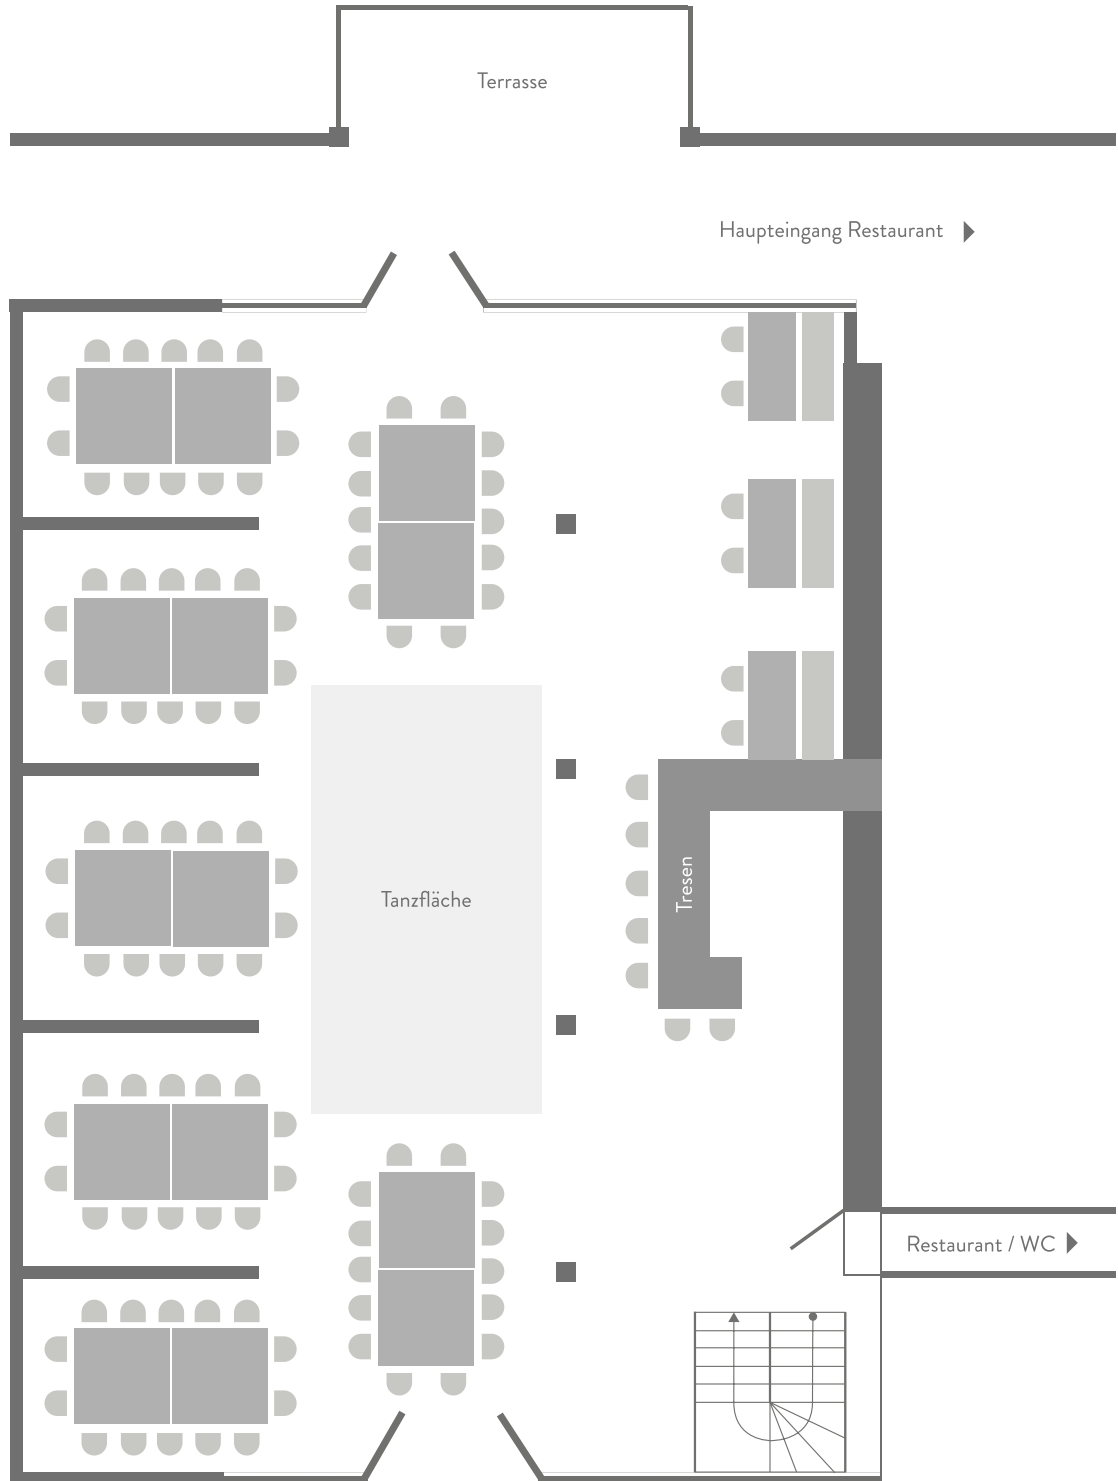 Terrasse
Haupteingang Restaurant
Tanzfläche
Tresen
Restaurant / WC